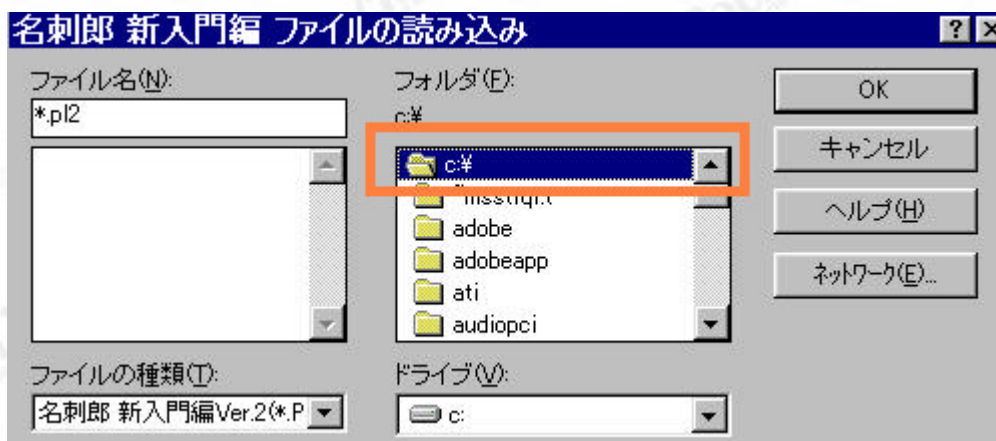 名刺郎 新入門編 ファイルの読み込み
ファイル名(N):
*.pl2
フォルダ(F):
c:¥
c:¥
adobe
adobeapp
ati
audiopci
OK
キャンセル
ヘルプ(H)
ネットワーク(E)...
ファイルの種類(T):
名刺郎 新入門編Ver.2(*.P
ドライブ(V):
c: